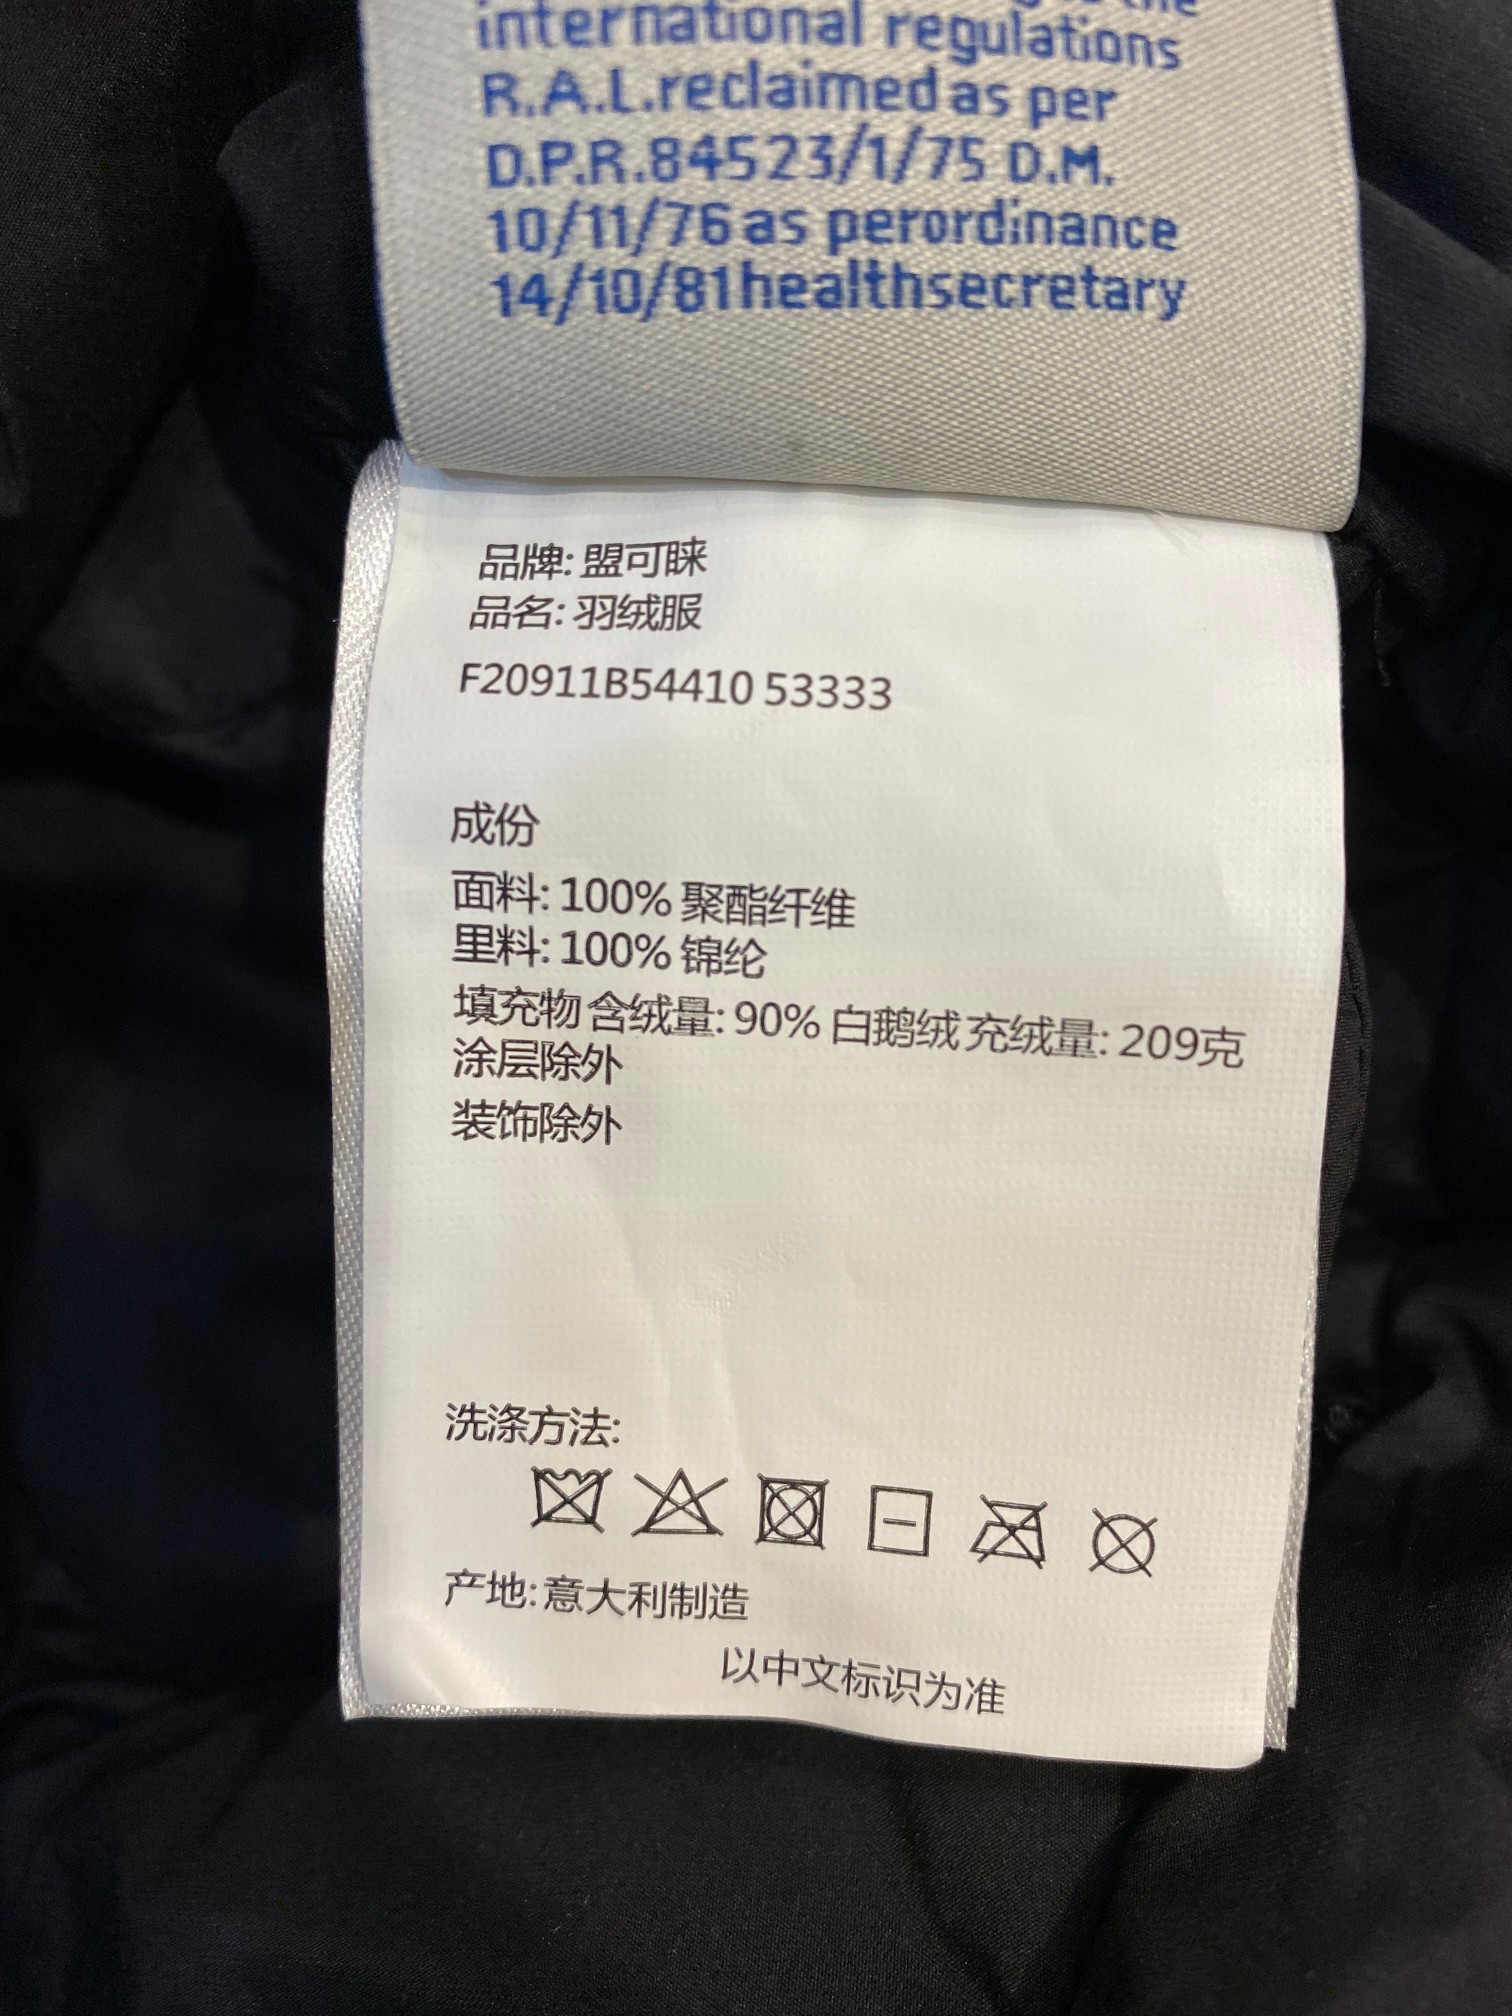 international regulations
R.A.L.reclaimed as per
D.P.R.84523/1/75 D.M.
10/11/76 as perordinance
14/10/81healthsecretary
品牌: 盟可睐
品名: 羽绒服
F20911B54410 53333
成份
面料: 100% 聚酯纤维
里料: 100% 锦纶
填充物 含绒量: 90% 白鹅绒 充绒量: 209克
涂层除外
装饰除外
洗涤方法:
产地: 意大利制造
以中文标识为准